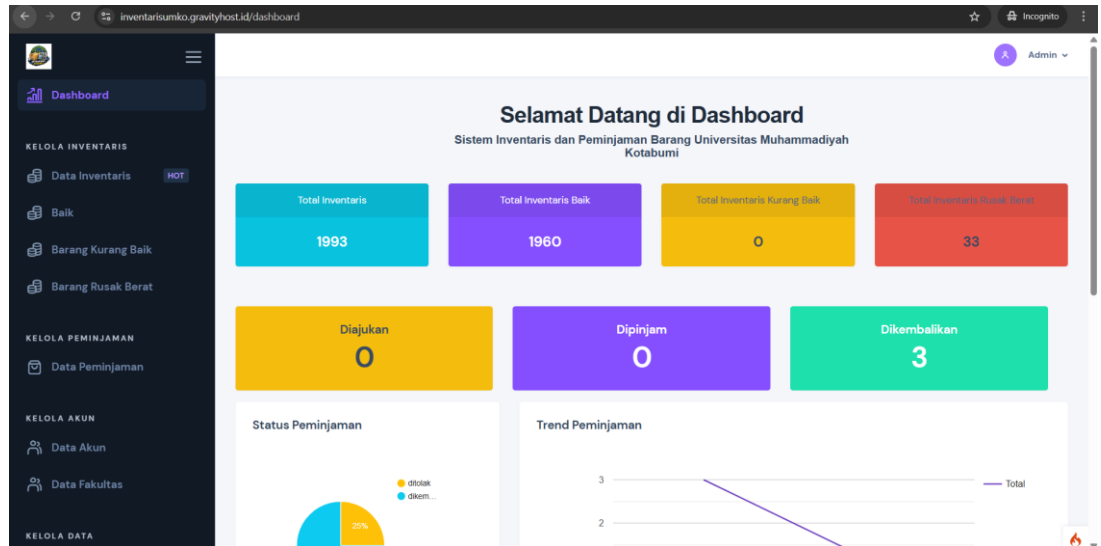 inventarisumko.gravityhost.id/dashboard
Incognito
Admin
Dashboard
KELOLA INVENTARIS
Data Inventaris HOT
Baik
Barang Kurang Baik
Barang Rusak Berat
KELOLA PEMINJAMAN
Data Peminjaman
KELOLA AKUN
Data Akun
Data Fakultas
KELOLA DATA
Selamat Datang di Dashboard
Sistem Inventaris dan Peminjaman Barang Universitas Muhammadiyah
Kotabumi
Total Inventaris
1993
Total Inventaris Baik
1960
Total Inventaris Kurang Baik
0
Total Inventaris Rusak Berat
33
Diajukan
0
Dipinjam
0
Dikembalikan
3
Status Peminjaman
ditolak
dikem...
25%
Trend Peminjaman
3
2
Total